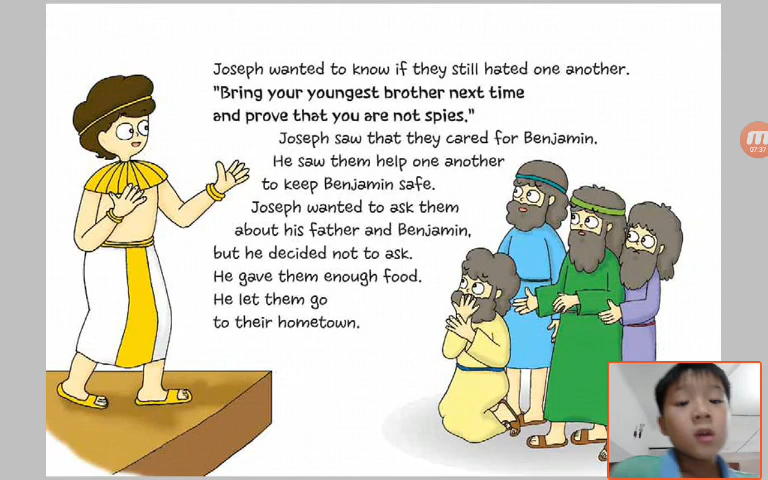 Joseph wanted to know if they still hated one another.
"Bring your youngest brother next time
and prove that you are not spies."
Joseph saw that they cared for Benjamin.
He saw them help one another
to keep Benjamin safe.
Joseph wanted to ask them
about his father and Benjamin,
but he decided not to ask.
He gave them enough food.
He let them go
to their hometown.
07:37